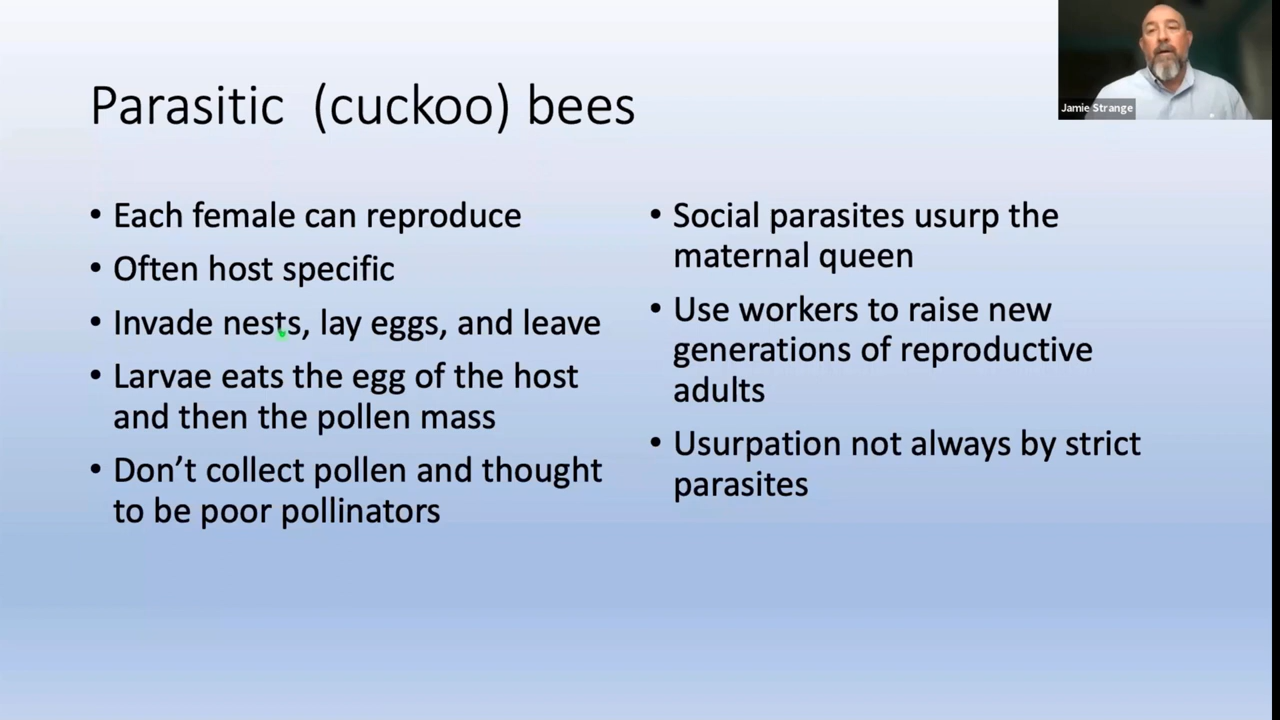 Parasitic (cuckoo) bees
• Each female can reproduce
• Often host specific
• Invade nests, lay eggs, and leave
• Larvae eats the egg of the host
and then the pollen mass
• Don’t collect pollen and thought
to be poor pollinators
• Social parasites usurp the
maternal queen
• Use workers to raise new
generations of reproductive
adults
• Usurpation not always by strict
parasites
Jamie Strange